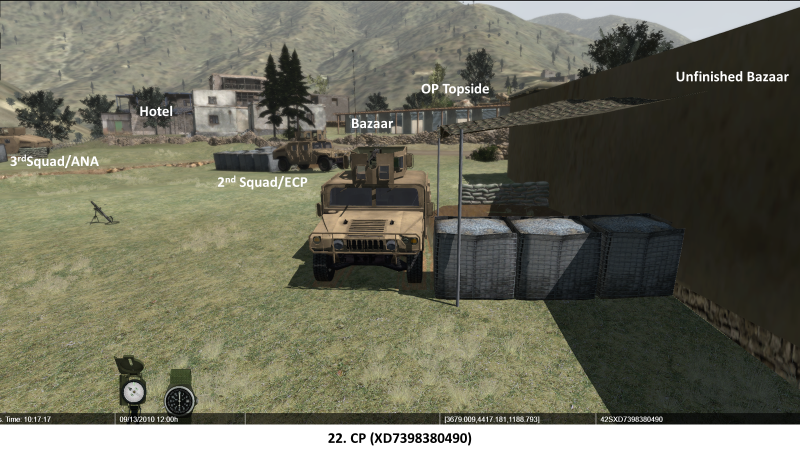 OP Topside
Unfinished Bazaar
Hotel
Bazaar
3rdSquad/ANA
2nd Squad/ECP
s. Time: 10:17:17
09/13/2010 12:00h
[3679.009,4417.181,1188.793]
42SXD7398380490
22. CP (XD7398380490)